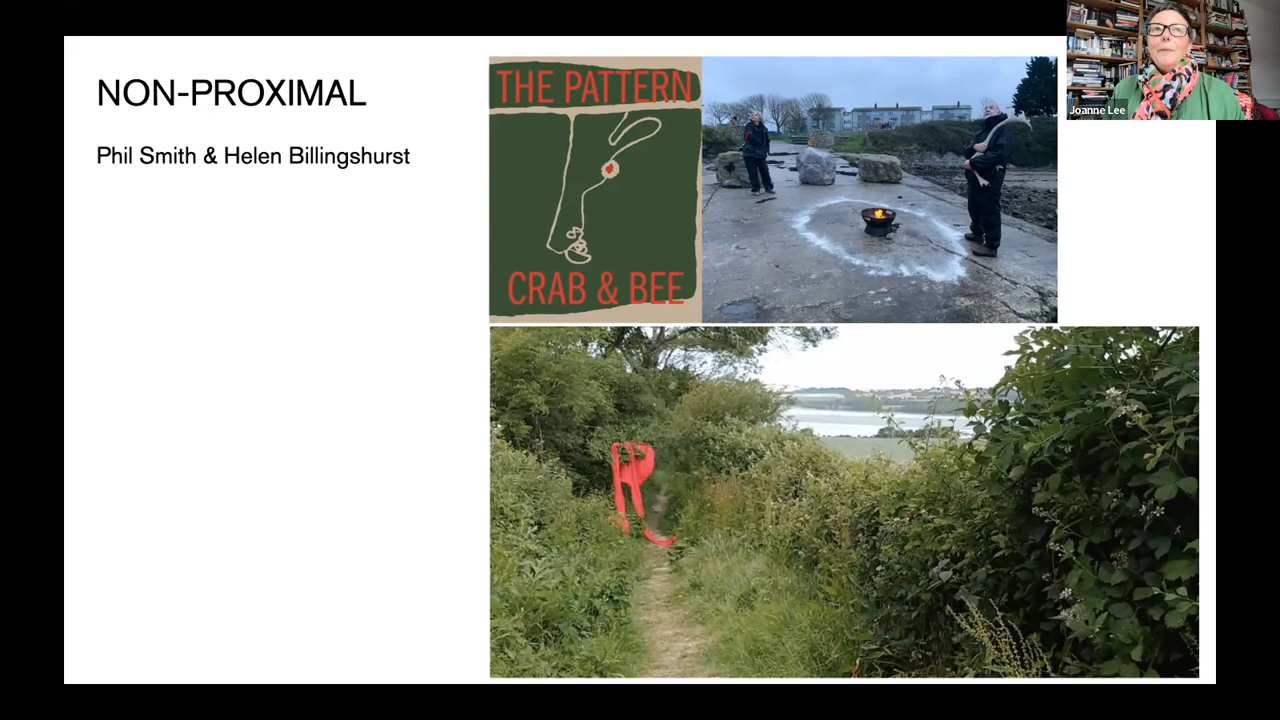 NON-PROXIMAL
Phil Smith & Helen Billingshurst
THE PATTERN
CRAB & BEE
Joanne Lee